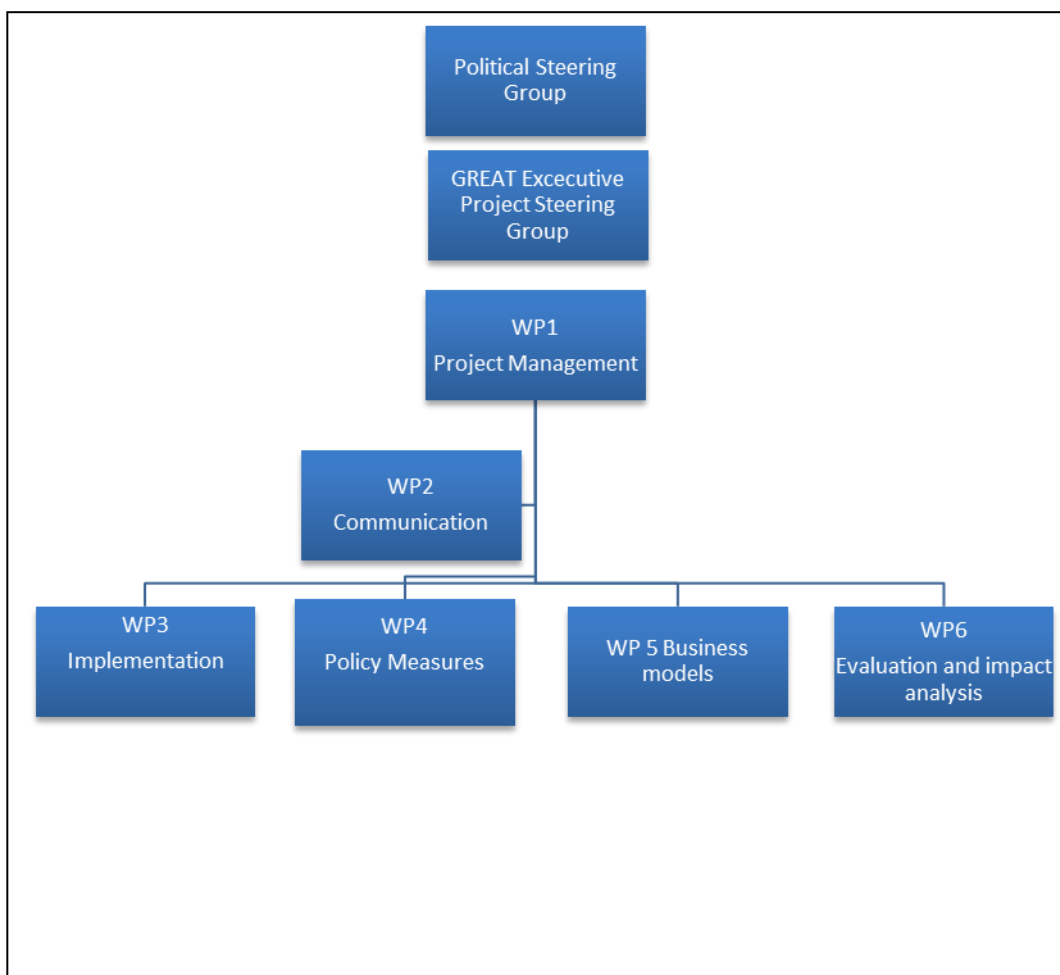 Political Steering
Group
GREAT Excecutive
Project Steering
Group
WP1
Project Management
WP2
Communication
WP3
Implementation
WP4
Policy Measures
WP 5 Business
models
WP6
Evaluation and impact
analysis